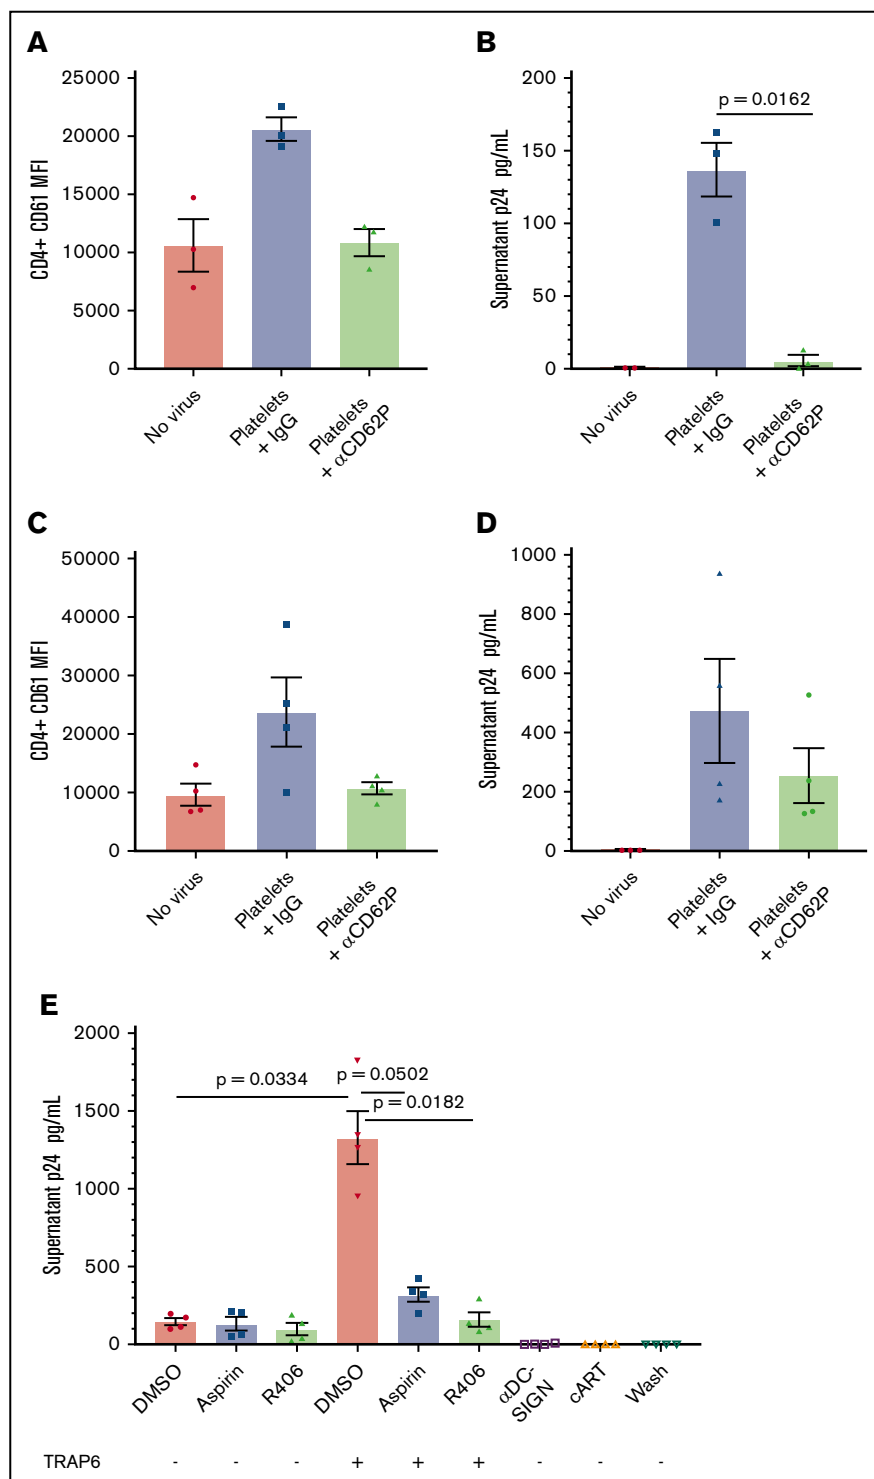 A
25000
20000
15000
10000
5000
0
CD4+ CD61 MFI
No virus
Platelets
+ IgG
Platelets
+ αCD62P
B
200
150
100
50
0
Supernatant p24 pg/mL
p = 0.0162
No virus
Platelets
+ IgG
Platelets
+ αCD62P
C
50000
40000
30000
20000
10000
0
CD4+ CD61 MFI
No virus
Platelets
+ IgG
Platelets
+ αCD62P
D
1000
800
600
400
200
0
Supernatant p24 pg/mL
No virus
Platelets
+ IgG
Platelets
+ αCD62P
E
2000
1500
1000
500
0
Supernatant p24 pg/mL
p = 0.0334
p = 0.0502
p = 0.0182
DMSO
Aspirin
R406
DMSO
Aspirin
R406
αDC-
SIGN
cART
Wash
TRAP6 - - - + + + - - -